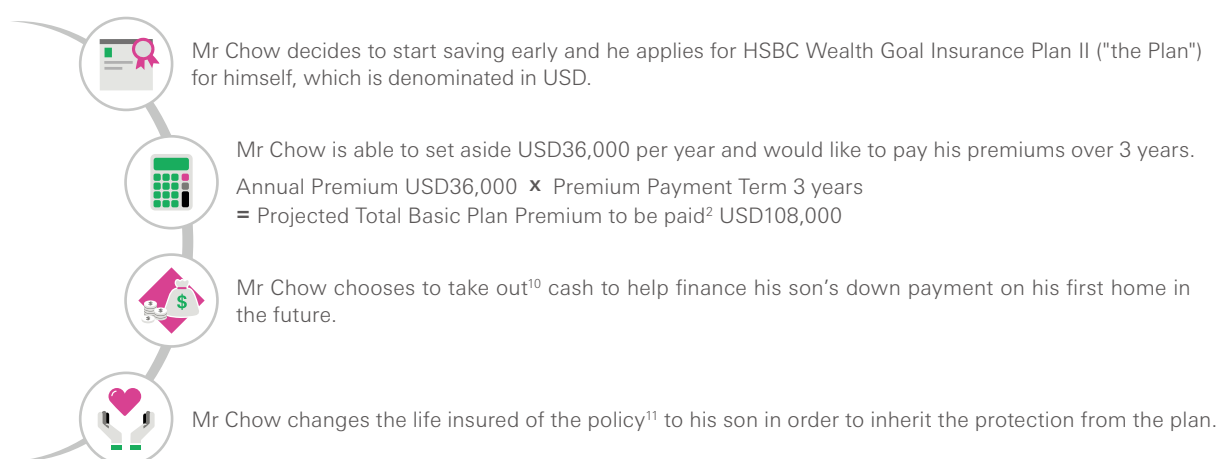 Mr Chow decides to start saving early and he applies for HSBC Wealth Goal Insurance Plan II ("the Plan")
for himself, which is denominated in USD.
Mr Chow is able to set aside USD36,000 per year and would like to pay his premiums over 3 years.
Annual Premium USD36,000 x Premium Payment Term 3 years
= Projected Total Basic Plan Premium to be paid² USD108,000
$
$
$
$
Mr Chow chooses to take out¹⁰ cash to help finance his son's down payment on his first home in
the future.
Mr Chow changes the life insured of the policy¹¹ to his son in order to inherit the protection from the plan.